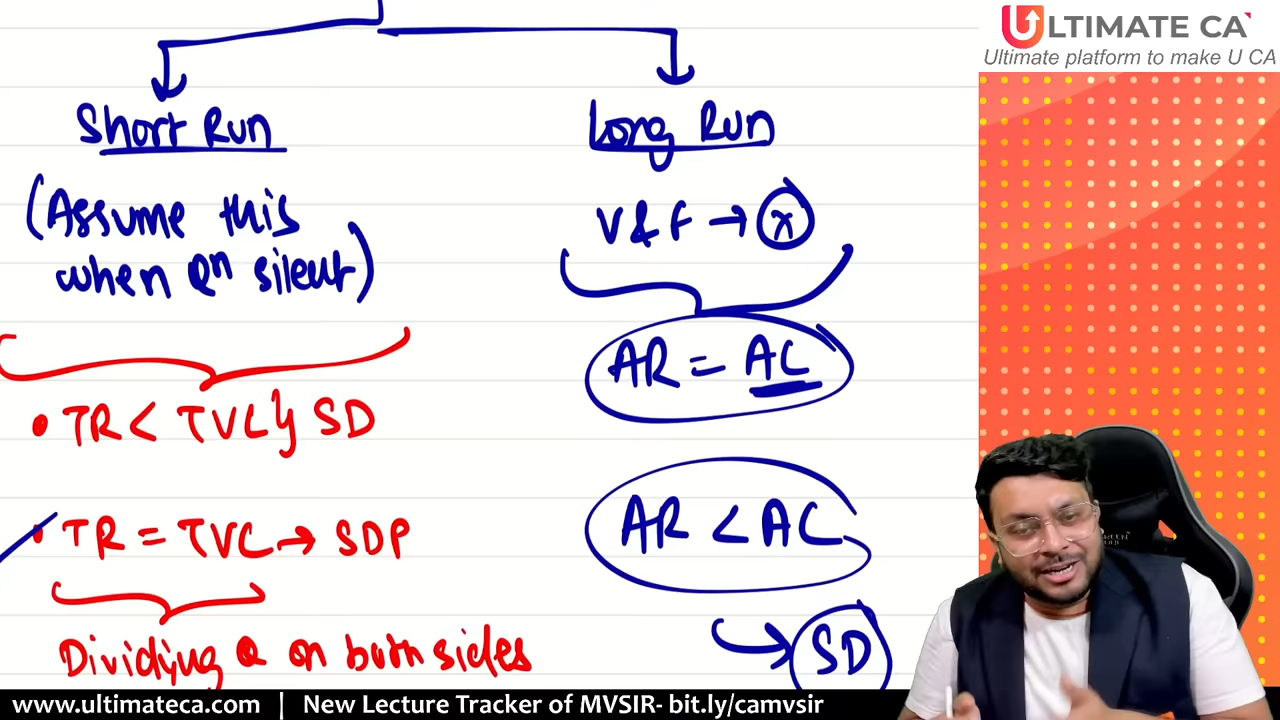 ULTIMATE CA
Ultimate platform to make U CA
Short Run
(Assume this
when Qn silent)
• TR < TVC } SD
• TR = TVC → SDP
Dividing Q on both sides
Long Run
V & F → (x)
AR = AC
AR < AC
SD
www.ultimateca.com | New Lecture Tracker of MVSIR- bit.ly/camvsir